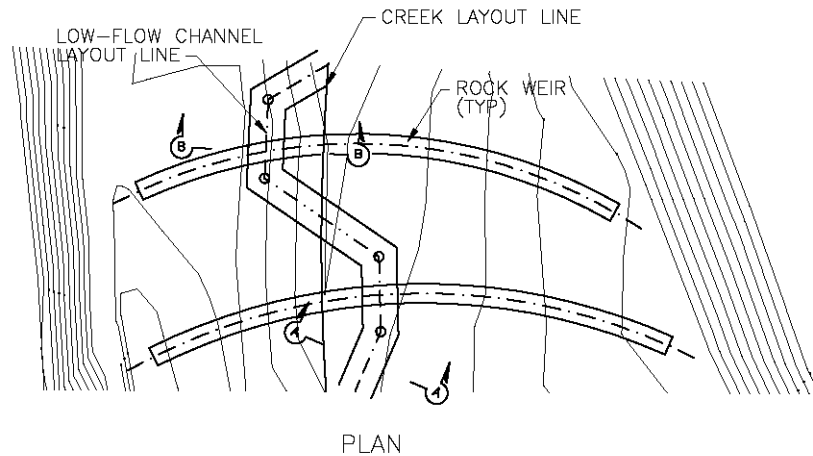 CREEK LAYOUT LINE
LOW-FLOW CHANNEL
LAYOUT LINE
ROCK WEIR
(TYP)
B
B
A
A
PLAN